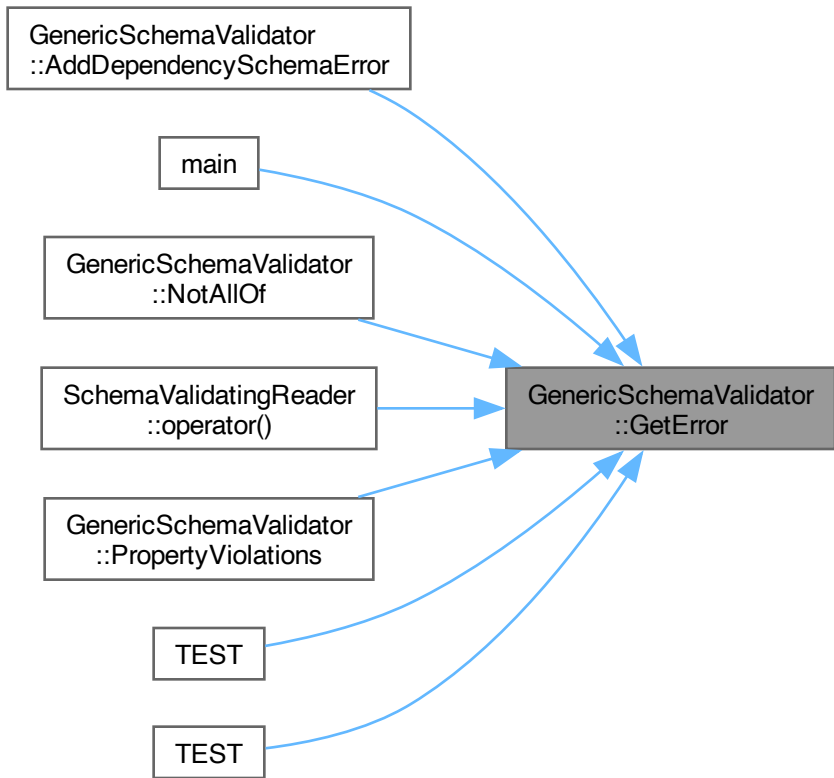 GenericSchemaValidator
::AddDependencySchemaError
main
GenericSchemaValidator
::NotAllOf
SchemaValidatingReader
::operator()
GenericSchemaValidator
::GetError
GenericSchemaValidator
::PropertyViolations
TEST
TEST